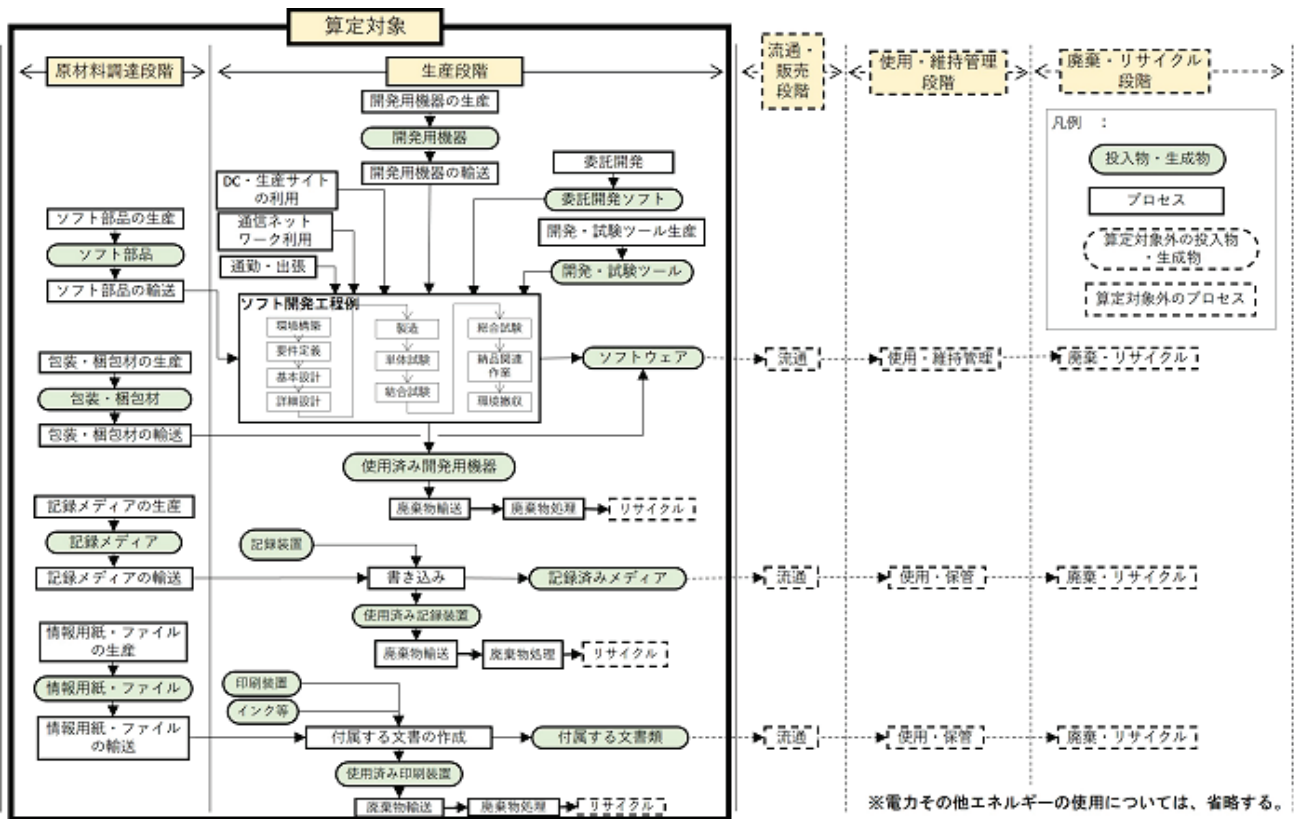 算定対象
原材料調達段階
生産段階
流通・
販売
段階
使用・維持管理
段階
廃棄・リサイクル
段階
凡例　：
投入物・生成物
プロセス
算定対象外の投入物
・生成物
算定対象外のプロセス
開発用機器の生産
開発用機器
開発用機器の輸送
委託開発
委託開発ソフト
開発・試験ツール生産
開発・試験ツール
DC・生産サイト
の利用
通信ネット
ワーク利用
通勤・出張
ソフト部品の生産
ソフト部品
ソフト部品の輸送
ソフト開発工程例
環境構築
要件定義
基本設計
詳細設計
製造
単体試験
結合試験
総合試験
納品関連
作業
環境撤収
ソフトウェア
流通
使用・維持管理
廃棄・リサイクル
包装・梱包材の生産
包装・梱包材
包装・梱包材の輸送
使用済み開発用機器
廃棄物輸送
廃棄物処理
リサイクル
記録メディアの生産
記録メディア
記録メディアの輸送
記録装置
書き込み
記録済みメディア
流通
使用・保管
廃棄・リサイクル
使用済み記録装置
廃棄物輸送
廃棄物処理
リサイクル
情報用紙・ファイル
の生産
情報用紙・ファイル
情報用紙・ファイル
の輸送
印刷装置
インク等
付属する文書の作成
付属する文書類
流通
使用・保管
廃棄・リサイクル
使用済み印刷装置
廃棄物輸送
廃棄物処理
リサイクル
※電力その他エネルギーの使用については、省略する。